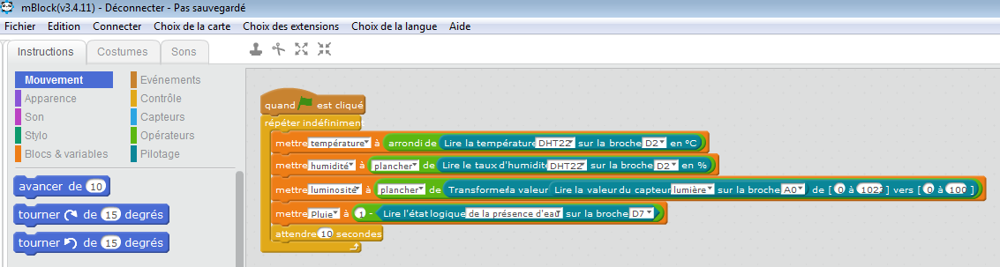 mBlock(v3.4.11) - Déconnecter - Pas sauvegardé
Fichier Edition Connecter Choix de la carte Choix des extensions Choix de la langue Aide
Instructions Costumes Sons
Mouvement Evénements
Apparence Contrôle
Son Capteurs
Stylo Opérateurs
Blocs & variables Pilotage
avancer de 10
tourner de 15 degrés
tourner de 15 degrés
quand est cliqué
répéter indéfiniment
mettre température à arrondi de Lire la température DHT22 sur la broche D2 en °C
mettre humidité à plancher de Lire le taux d'humidité DHT22 sur la broche D2 en %
mettre luminosité à plancher de Transforme la valeur Lire la valeur du capteur lumière sur la broche A0 de [ 0 à 1022 ] vers [ 0 à 100 ]
mettre Pluie à 1 - Lire l'état logique de la présence d'eau sur la broche D7
attendre 10 secondes